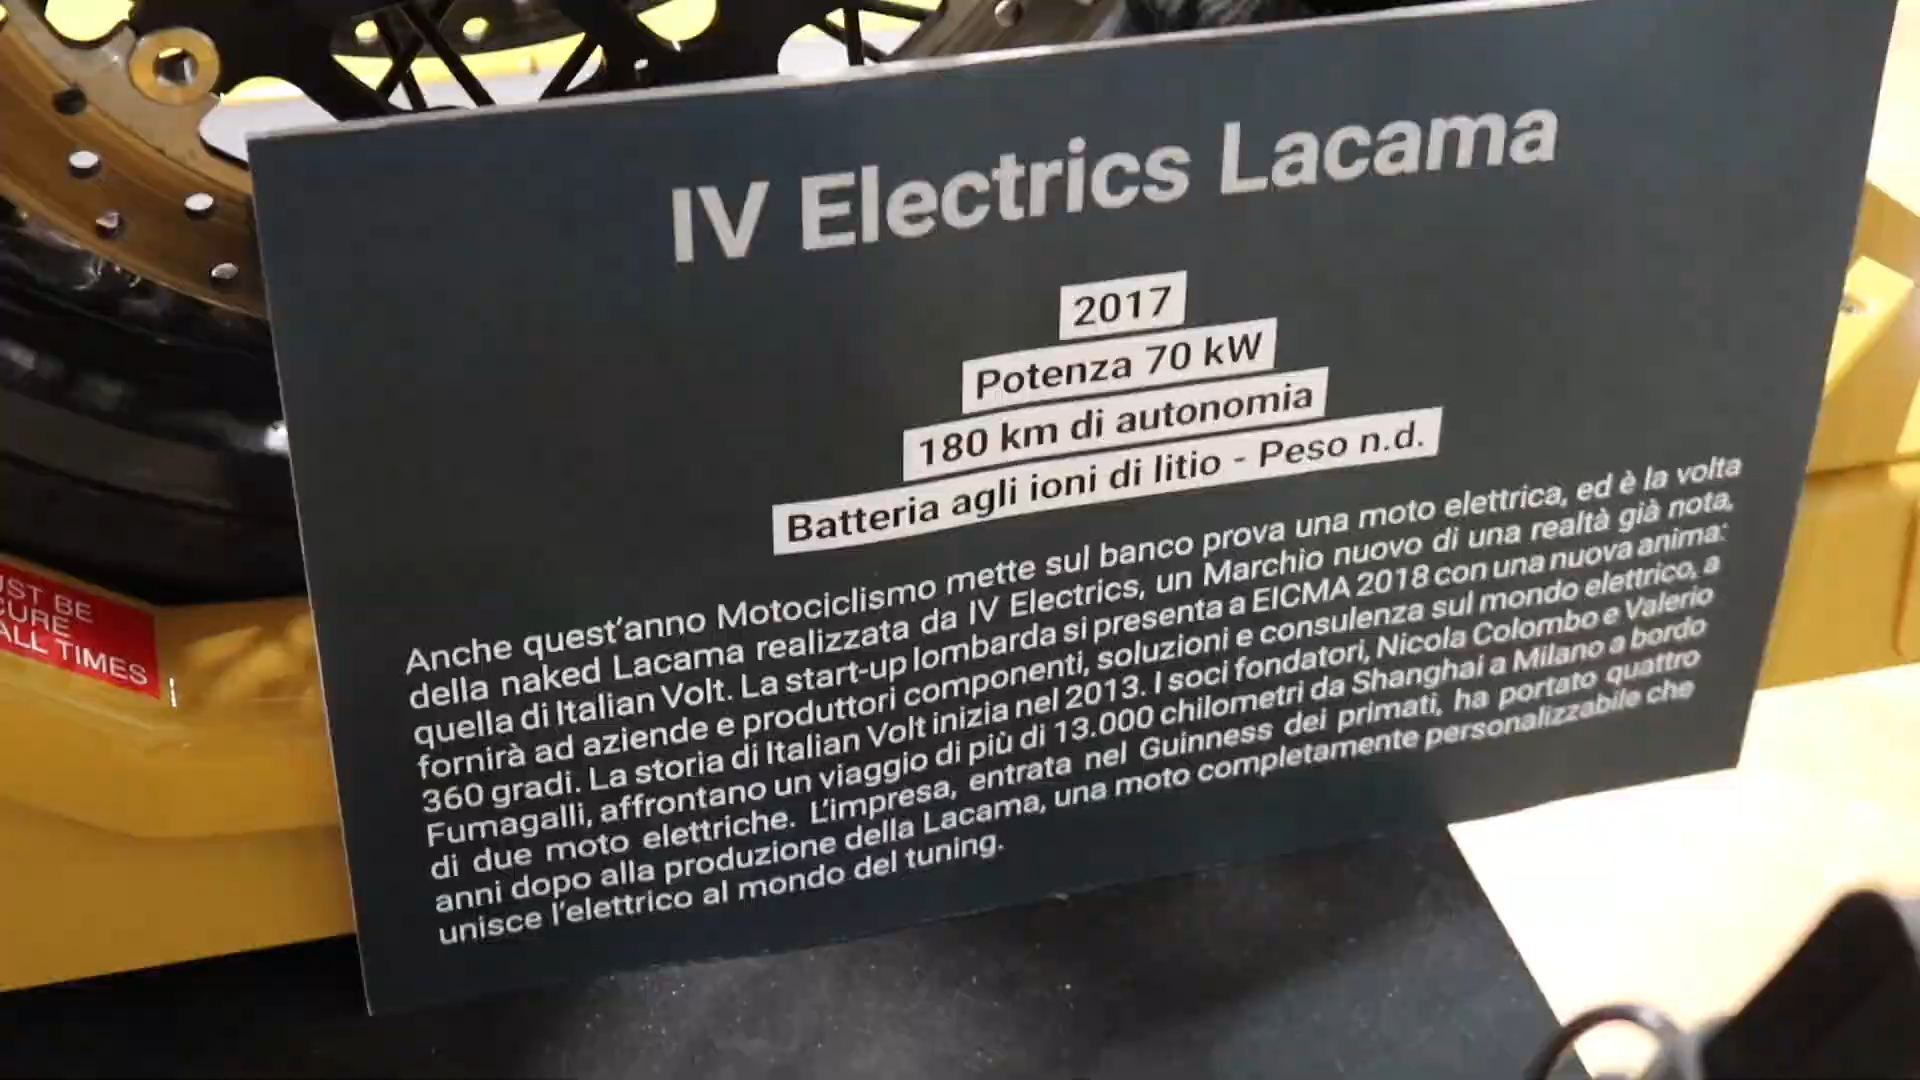 IV Electrics Lacama
2017
Potenza 70 kW
180 km di autonomia
Batteria agli ioni di litio - Peso n.d.
Anche quest'anno Motociclismo mette sul banco prova una moto elettrica, ed è la volta
della naked Lacama realizzata da IV Electrics, un Marchio nuovo di una realtà già nota,
quella di Italian Volt. La start-up lombarda si presenta a EICMA 2018 con una nuova anima:
fornirà ad aziende e produttori componenti, soluzioni e consulenza sul mondo elettrico, a
360 gradi. La storia di Italian Volt inizia nel 2013. I soci fondatori, Nicola Colombo e Valerio
Fumagalli, affrontano un viaggio di più di 13.000 chilometri da Shanghai a Milano a bordo
di due moto elettriche. L'impresa, entrata nel Guinness dei primati, ha portato quattro
anni dopo alla produzione della Lacama, una moto completamente personalizzabile che
unisce l'elettrico al mondo del tuning.
UST BE
CURE
ALL TIMES